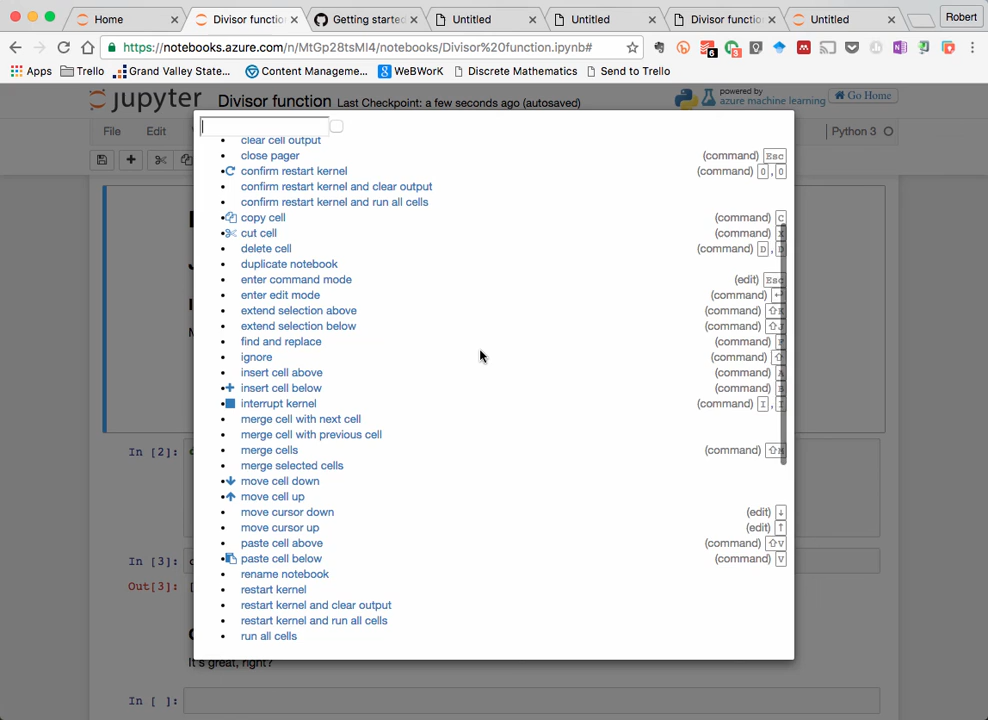 Home
Divisor functio
Getting starte
Untitled
Untitled
Divisor functio
Untitled
Robert
https://notebooks.azure.com/n/MtGp28tsMI4/notebooks/Divisor%20function.ipynb#
6
3
Apps Trello Grand Valley State... Content Manageme... WeBWorK Discrete Mathematics Send to Trello
jupyter Divisor function Last Checkpoint: a few seconds ago (autosaved)
powered by
azure machine learning
Go Home
File Edit
Python 3
clear cell output
close pager (command) Esc
confirm restart kernel (command) 0,0
confirm restart kernel and clear output
confirm restart kernel and run all cells
copy cell (command) C
cut cell (command) X
delete cell (command) D,D
duplicate notebook
enter command mode (edit) Esc
enter edit mode (command) ↵
extend selection above (command) ⇧K
extend selection below (command) ⇧J
find and replace (command) F
ignore (command) ⇧
insert cell above (command) A
insert cell below (command) B
interrupt kernel (command) I,I
merge cell with next cell
merge cell with previous cell
merge cells (command) ⇧M
merge selected cells
move cell down
move cell up
move cursor down (edit) ↓
move cursor up (edit) ↑
paste cell above (command) ⇧V
paste cell below (command) V
rename notebook
restart kernel
restart kernel and clear output
restart kernel and run all cells
run all cells
In [2]:
In [3]:
Out[3]: [
It's great, right?
In [ ]: